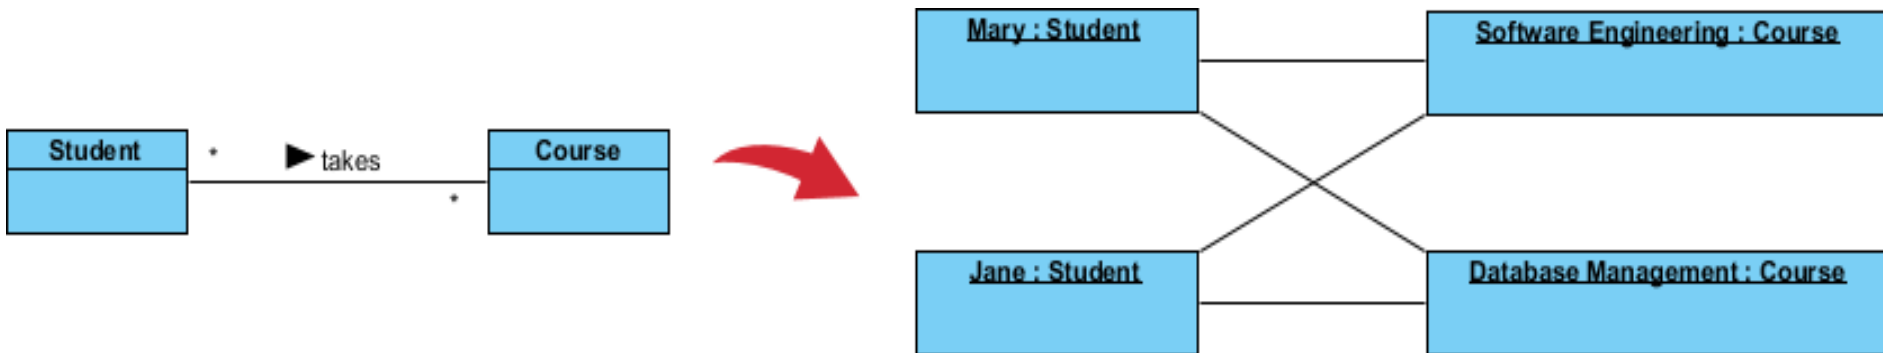 Student
*
takes
*
Course
Mary : Student
Software Engineering : Course
Jane : Student
Database Management : Course